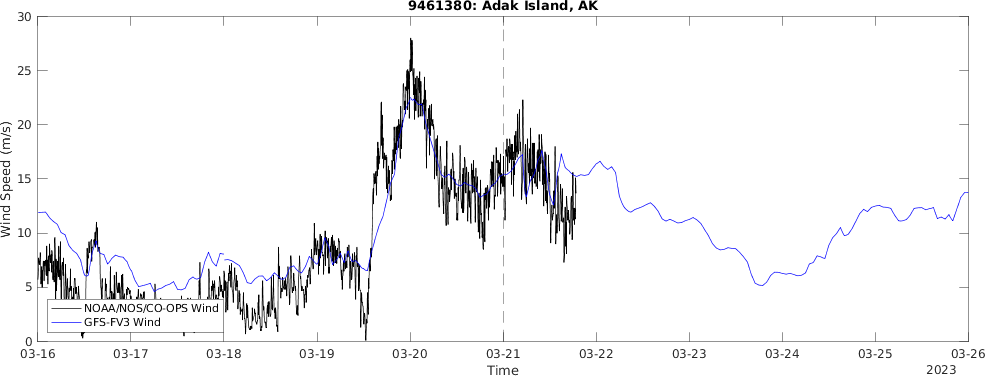 9461380: Adak Island, AK
Wind Speed (m/s)
30
25
20
15
10
5
0
NOAA/NOS/CO-OPS Wind
GFS-FV3 Wind
03-16 03-17 03-18 03-19 03-20 03-21 03-22 03-23 03-24 03-25 03-26
Time
2023